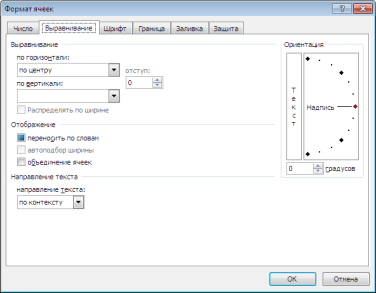 Формат ячеек
Число Выравнивание Шрифт Граница Заливка Защита
Выравнивание
по горизонтали:
по центру
отступ:
по вертикали:
0
Распределять по ширине
Отображение
переносить по словам
автоподбор ширины
объединение ячеек
Направление текста
направление текста:
по контексту
Ориентация
Текст
Надпись
0 градусов
ОК Отмена